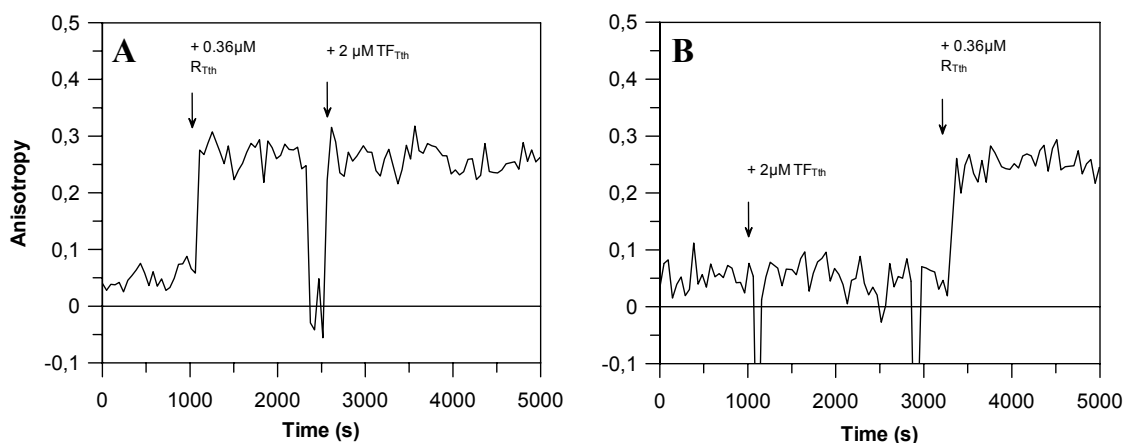 A
+ 0.36µM
RTth
+ 2 µM TFTth
0,5
0,4
0,3
0,2
0,1
0
-0,1
Anisotropy
0 1000 2000 3000 4000 5000
Time (s)
B
+ 0.36µM
RTth
+ 2µM TFTth
0,5
0,4
0,3
0,2
0,1
0
-0,1
0 1000 2000 3000 4000 5000
Time (s)